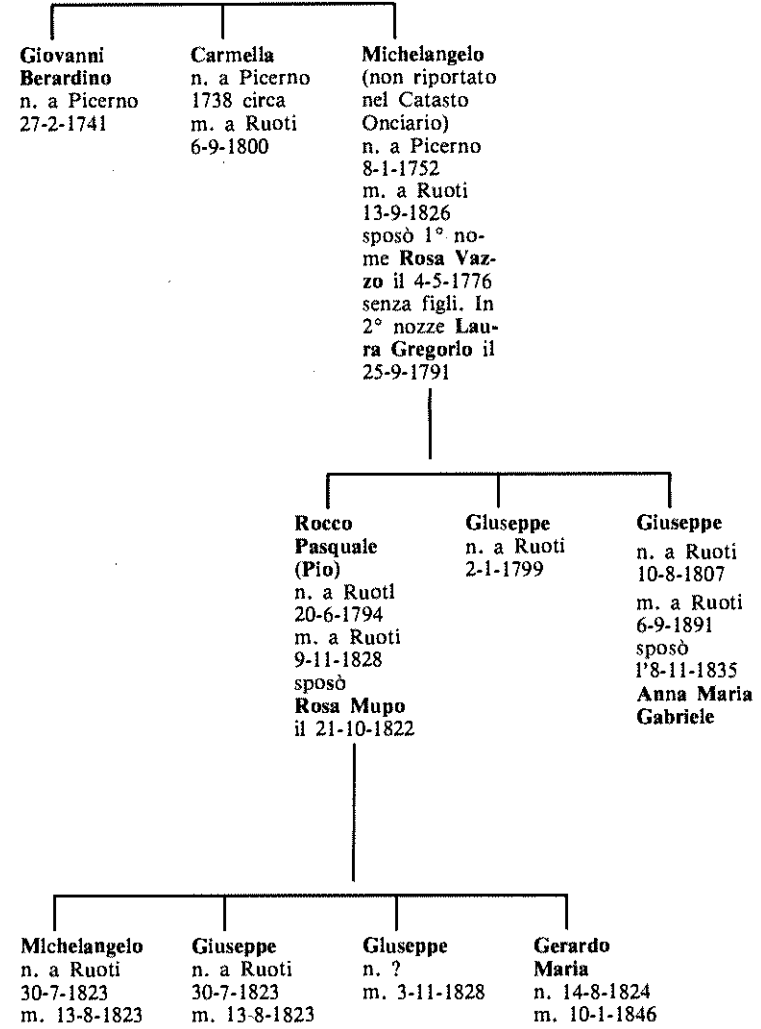 Giovanni
Berardino
n. a Picerno
27-2-1741
Carmella
n. a Picerno
1738 circa
m. a Ruoti
6-9-1800
Michelangelo
(non riportato
nel Catasto
Onciario)
n. a Picerno
8-1-1752
m. a Ruoti
13-9-1826
sposò 1° no-
me Rosa Vaz-
zo il 4-5-1776
senza figli. In
2° nozze Lau-
ra Gregorio il
25-9-1791
Rocco
Pasquale
(Pio)
n. a Ruoti
20-6-1794
m. a Ruoti
9-11-1828
sposò
Rosa Mupo
il 21-10-1822
Giuseppe
n. a Ruoti
2-1-1799
Giuseppe
n. a Ruoti
10-8-1807
m. a Ruoti
6-9-1891
sposò
l'8-11-1835
Anna Maria
Gabriele
Michelangelo
n. a Ruoti
30-7-1823
m. 13-8-1823
Giuseppe
n. a Ruoti
30-7-1823
m. 13-8-1823
Giuseppe
n. ?
m. 3-11-1828
Gerardo
Maria
n. 14-8-1824
m. 10-1-1846